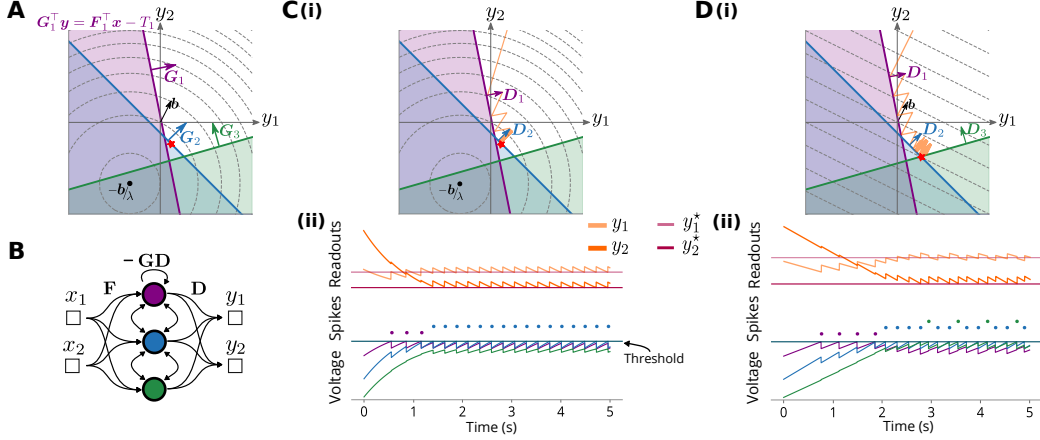 A
y₂
G₁ᵀy = F₁ᵀx − T₁
G₁
b
y₁
G₂
G₃
−b/λ
B
−GD
F
D
x₁
y₁
x₂
y₂
C(i)
y₂
D₁
y₁
D₂
−b/λ
(ii)
y₁
y₁⋆
y₂
y₂⋆
Readouts
Spikes
Voltage
Threshold
0 1 2 3 4 5
Time (s)
D(i)
y₂
D₁
b
y₁
D₂
D₃
(ii)
Readouts
Spikes
Voltage
0 1 2 3 4 5
Time (s)